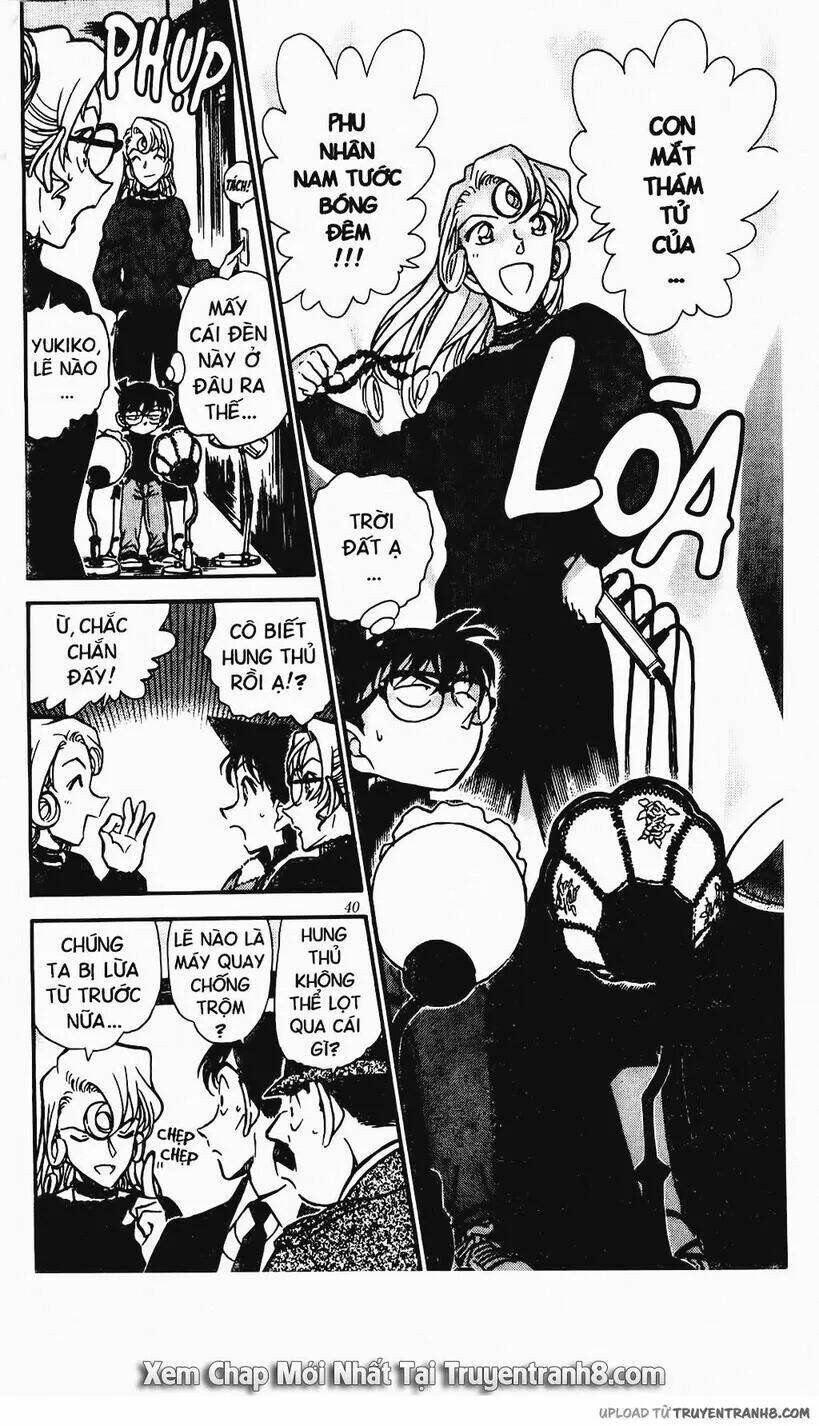 CON
MẮT
THÁM
TỬ CỦA
...
PHU
NHÂN
NAM TƯỚC
BÓNG
ĐÊM
!!!
LÓA
TRỜI
ĐẤT Ạ
...
PHỤP
TÁCH!
MẤY
CÁI ĐÈN
NÀY Ở
ĐÂU RA
THẾ...
YUKIKO,
LẼ NÀO
...
CÔ BIẾT
HUNG THỦ
RỒI Ạ!?
Ừ, CHẮC
CHẮN
ĐẤY!
40
HUNG
THỦ
KHÔNG
THỂ LỌT
QUA CÁI
GÌ?
LẼ NÀO LÀ
MÁY QUAY
CHỐNG
TRỘM
?
CHÚNG
TA BỊ LỪA
TỪ TRƯỚC
NỮA...
CHẸP
CHẸP
Xem Chap Mới Nhất Tại Truyentranh8.com
UPLOAD TỪ TRUYENTRANH8.COM